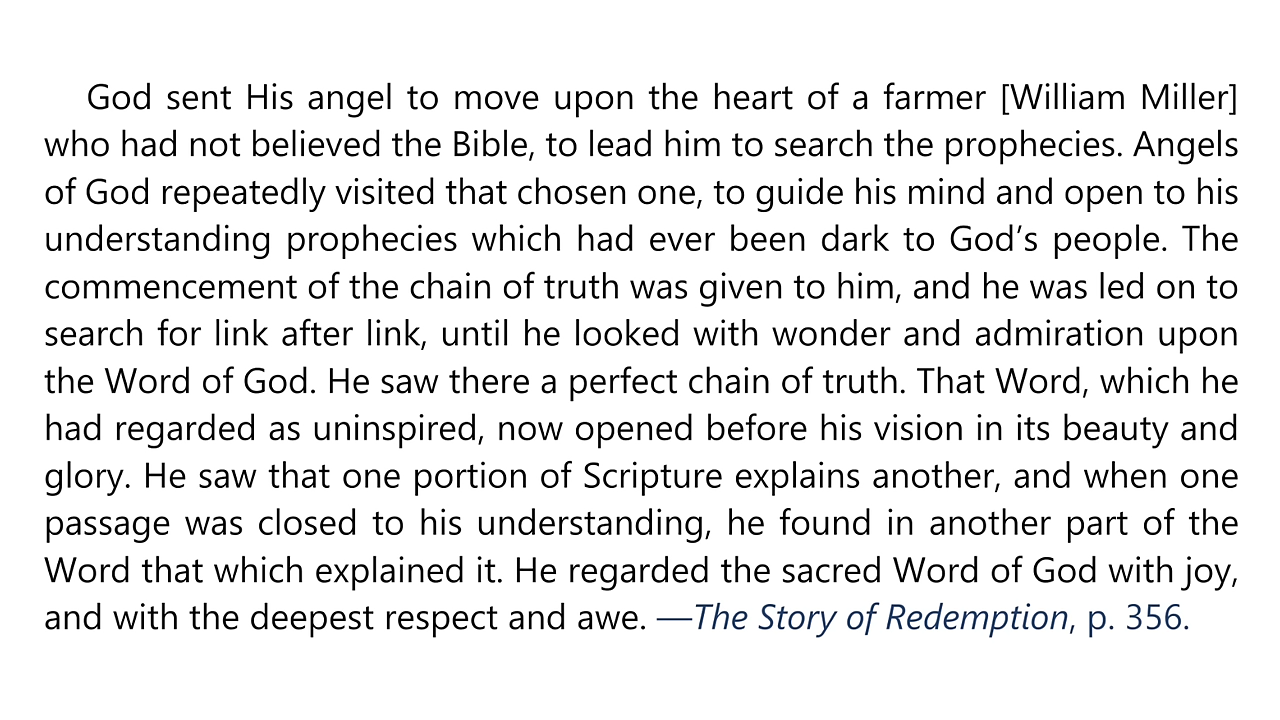 God sent His angel to move upon the heart of a farmer [William Miller]
who had not believed the Bible, to lead him to search the prophecies. Angels
of God repeatedly visited that chosen one, to guide his mind and open to his
understanding prophecies which had ever been dark to God’s people. The
commencement of the chain of truth was given to him, and he was led on to
search for link after link, until he looked with wonder and admiration upon
the Word of God. He saw there a perfect chain of truth. That Word, which he
had regarded as uninspired, now opened before his vision in its beauty and
glory. He saw that one portion of Scripture explains another, and when one
passage was closed to his understanding, he found in another part of the
Word that which explained it. He regarded the sacred Word of God with joy,
and with the deepest respect and awe. —The Story of Redemption, p. 356.